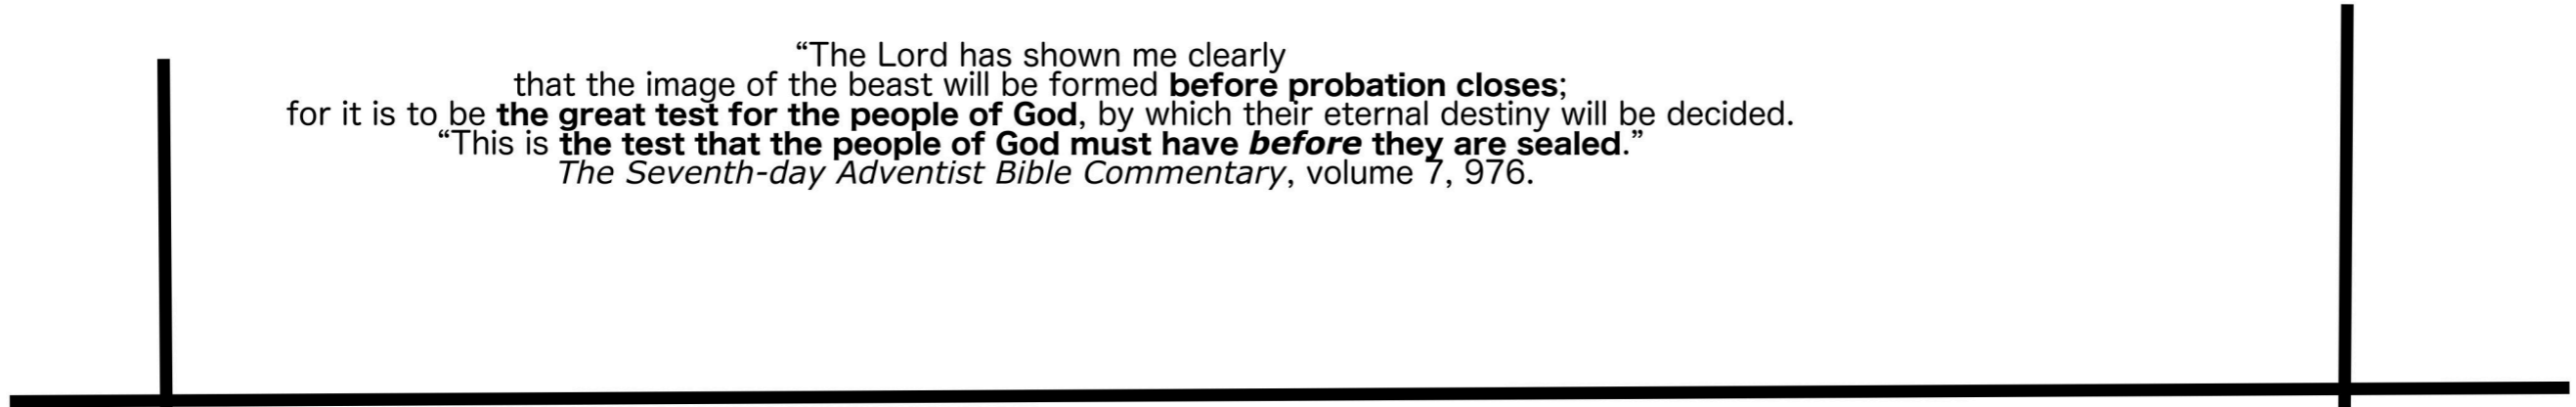 “The Lord has shown me clearly
that the image of the beast will be formed before probation closes;
for it is to be the great test for the people of God, by which their eternal destiny will be decided.
“This is the test that the people of God must have before they are sealed.”
The Seventh-day Adventist Bible Commentary, volume 7, 976.